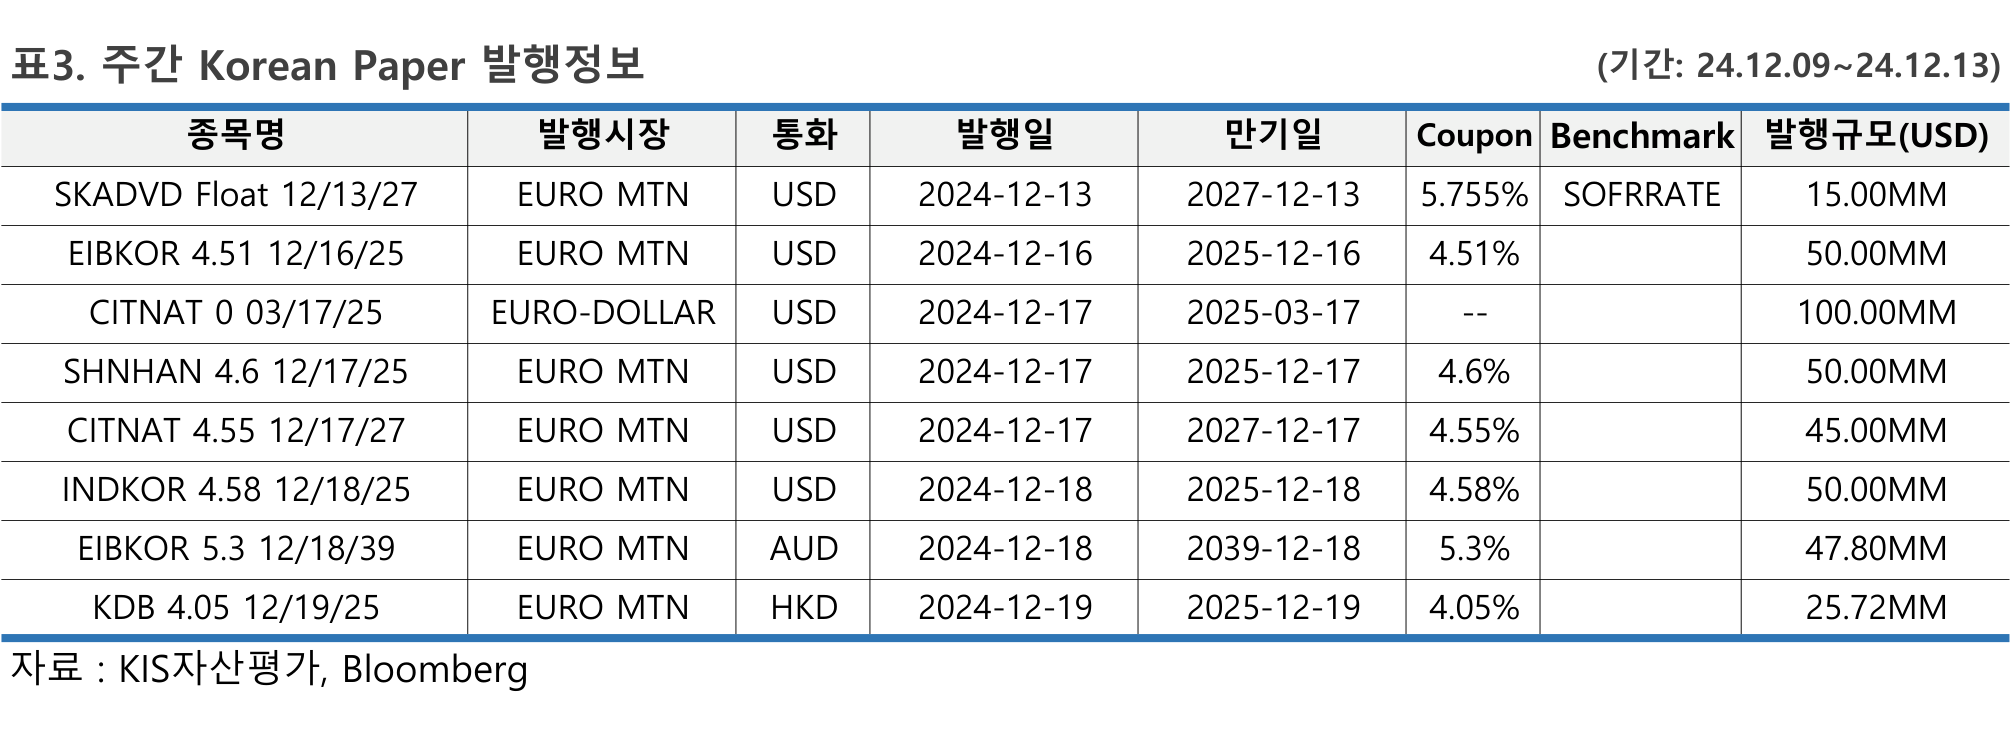 표3. 주간 Korean Paper 발행정보 (기간: 24.12.09~24.12.13)
종목명 발행시장 통화 발행일 만기일 Coupon Benchmark 발행규모(USD)
SKADVD Float 12/13/27 EURO MTN USD 2024-12-13 2027-12-13 5.755% SOFRRATE 15.00MM
EIBKOR 4.51 12/16/25 EURO MTN USD 2024-12-16 2025-12-16 4.51% 50.00MM
CITNAT 0 03/17/25 EURO-DOLLAR USD 2024-12-17 2025-03-17 -- 100.00MM
SHNHAN 4.6 12/17/25 EURO MTN USD 2024-12-17 2025-12-17 4.6% 50.00MM
CITNAT 4.55 12/17/27 EURO MTN USD 2024-12-17 2027-12-17 4.55% 45.00MM
INDKOR 4.58 12/18/25 EURO MTN USD 2024-12-18 2025-12-18 4.58% 50.00MM
EIBKOR 5.3 12/18/39 EURO MTN AUD 2024-12-18 2039-12-18 5.3% 47.80MM
KDB 4.05 12/19/25 EURO MTN HKD 2024-12-19 2025-12-19 4.05% 25.72MM
자료 : KIS자산평가, Bloomberg